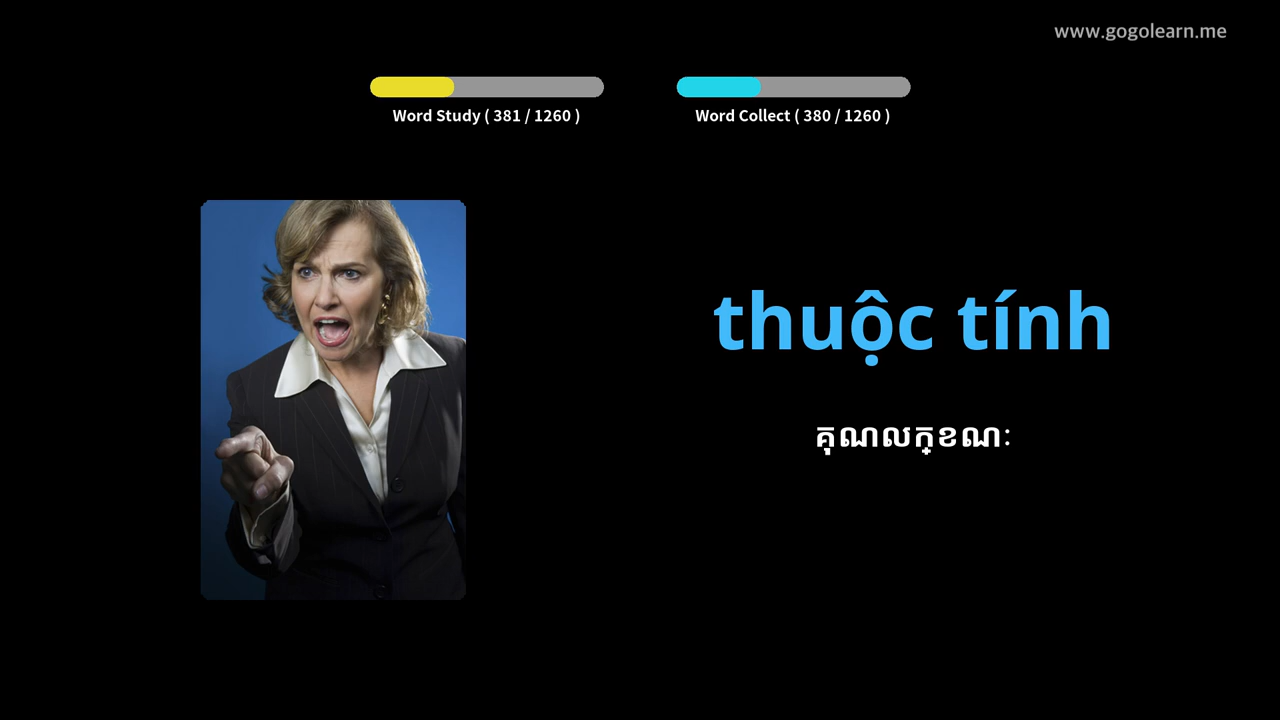 www.gogolearn.me
Word Study ( 381 / 1260 )
Word Collect ( 380 / 1260 )
thuộc tính
គុណលក្ខណៈ